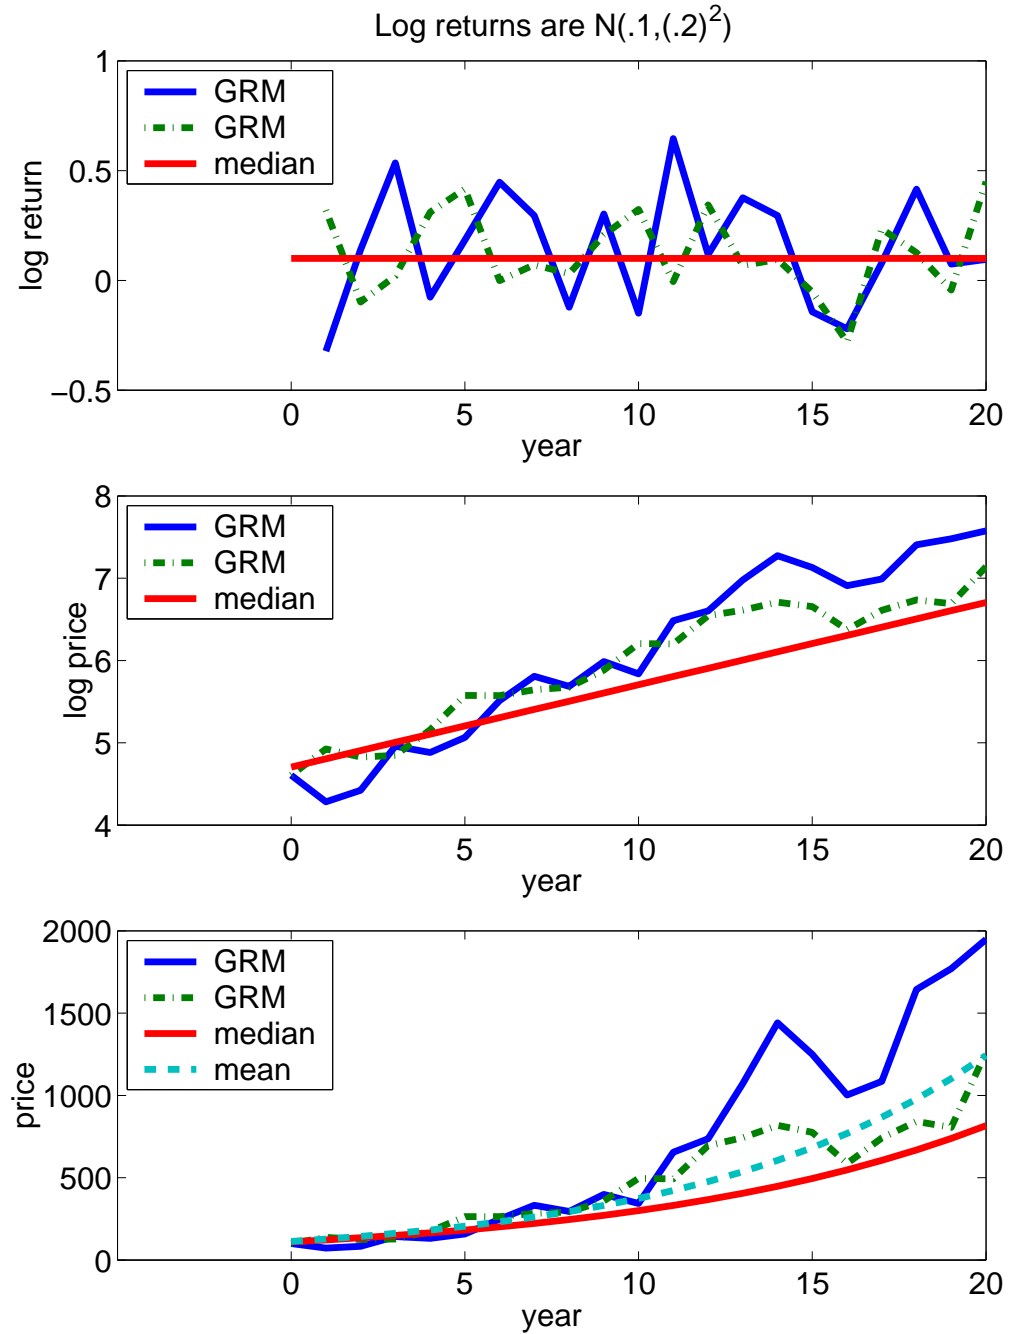 Log returns are N(.1,(.2)²)
1
0.5
0
−0.5
log return
GRM
GRM
median
0
5
10
15
20
year
8
7
6
5
4
log price
GRM
GRM
median
0
5
10
15
20
year
2000
1500
1000
500
0
price
GRM
GRM
median
mean
0
5
10
15
20
year